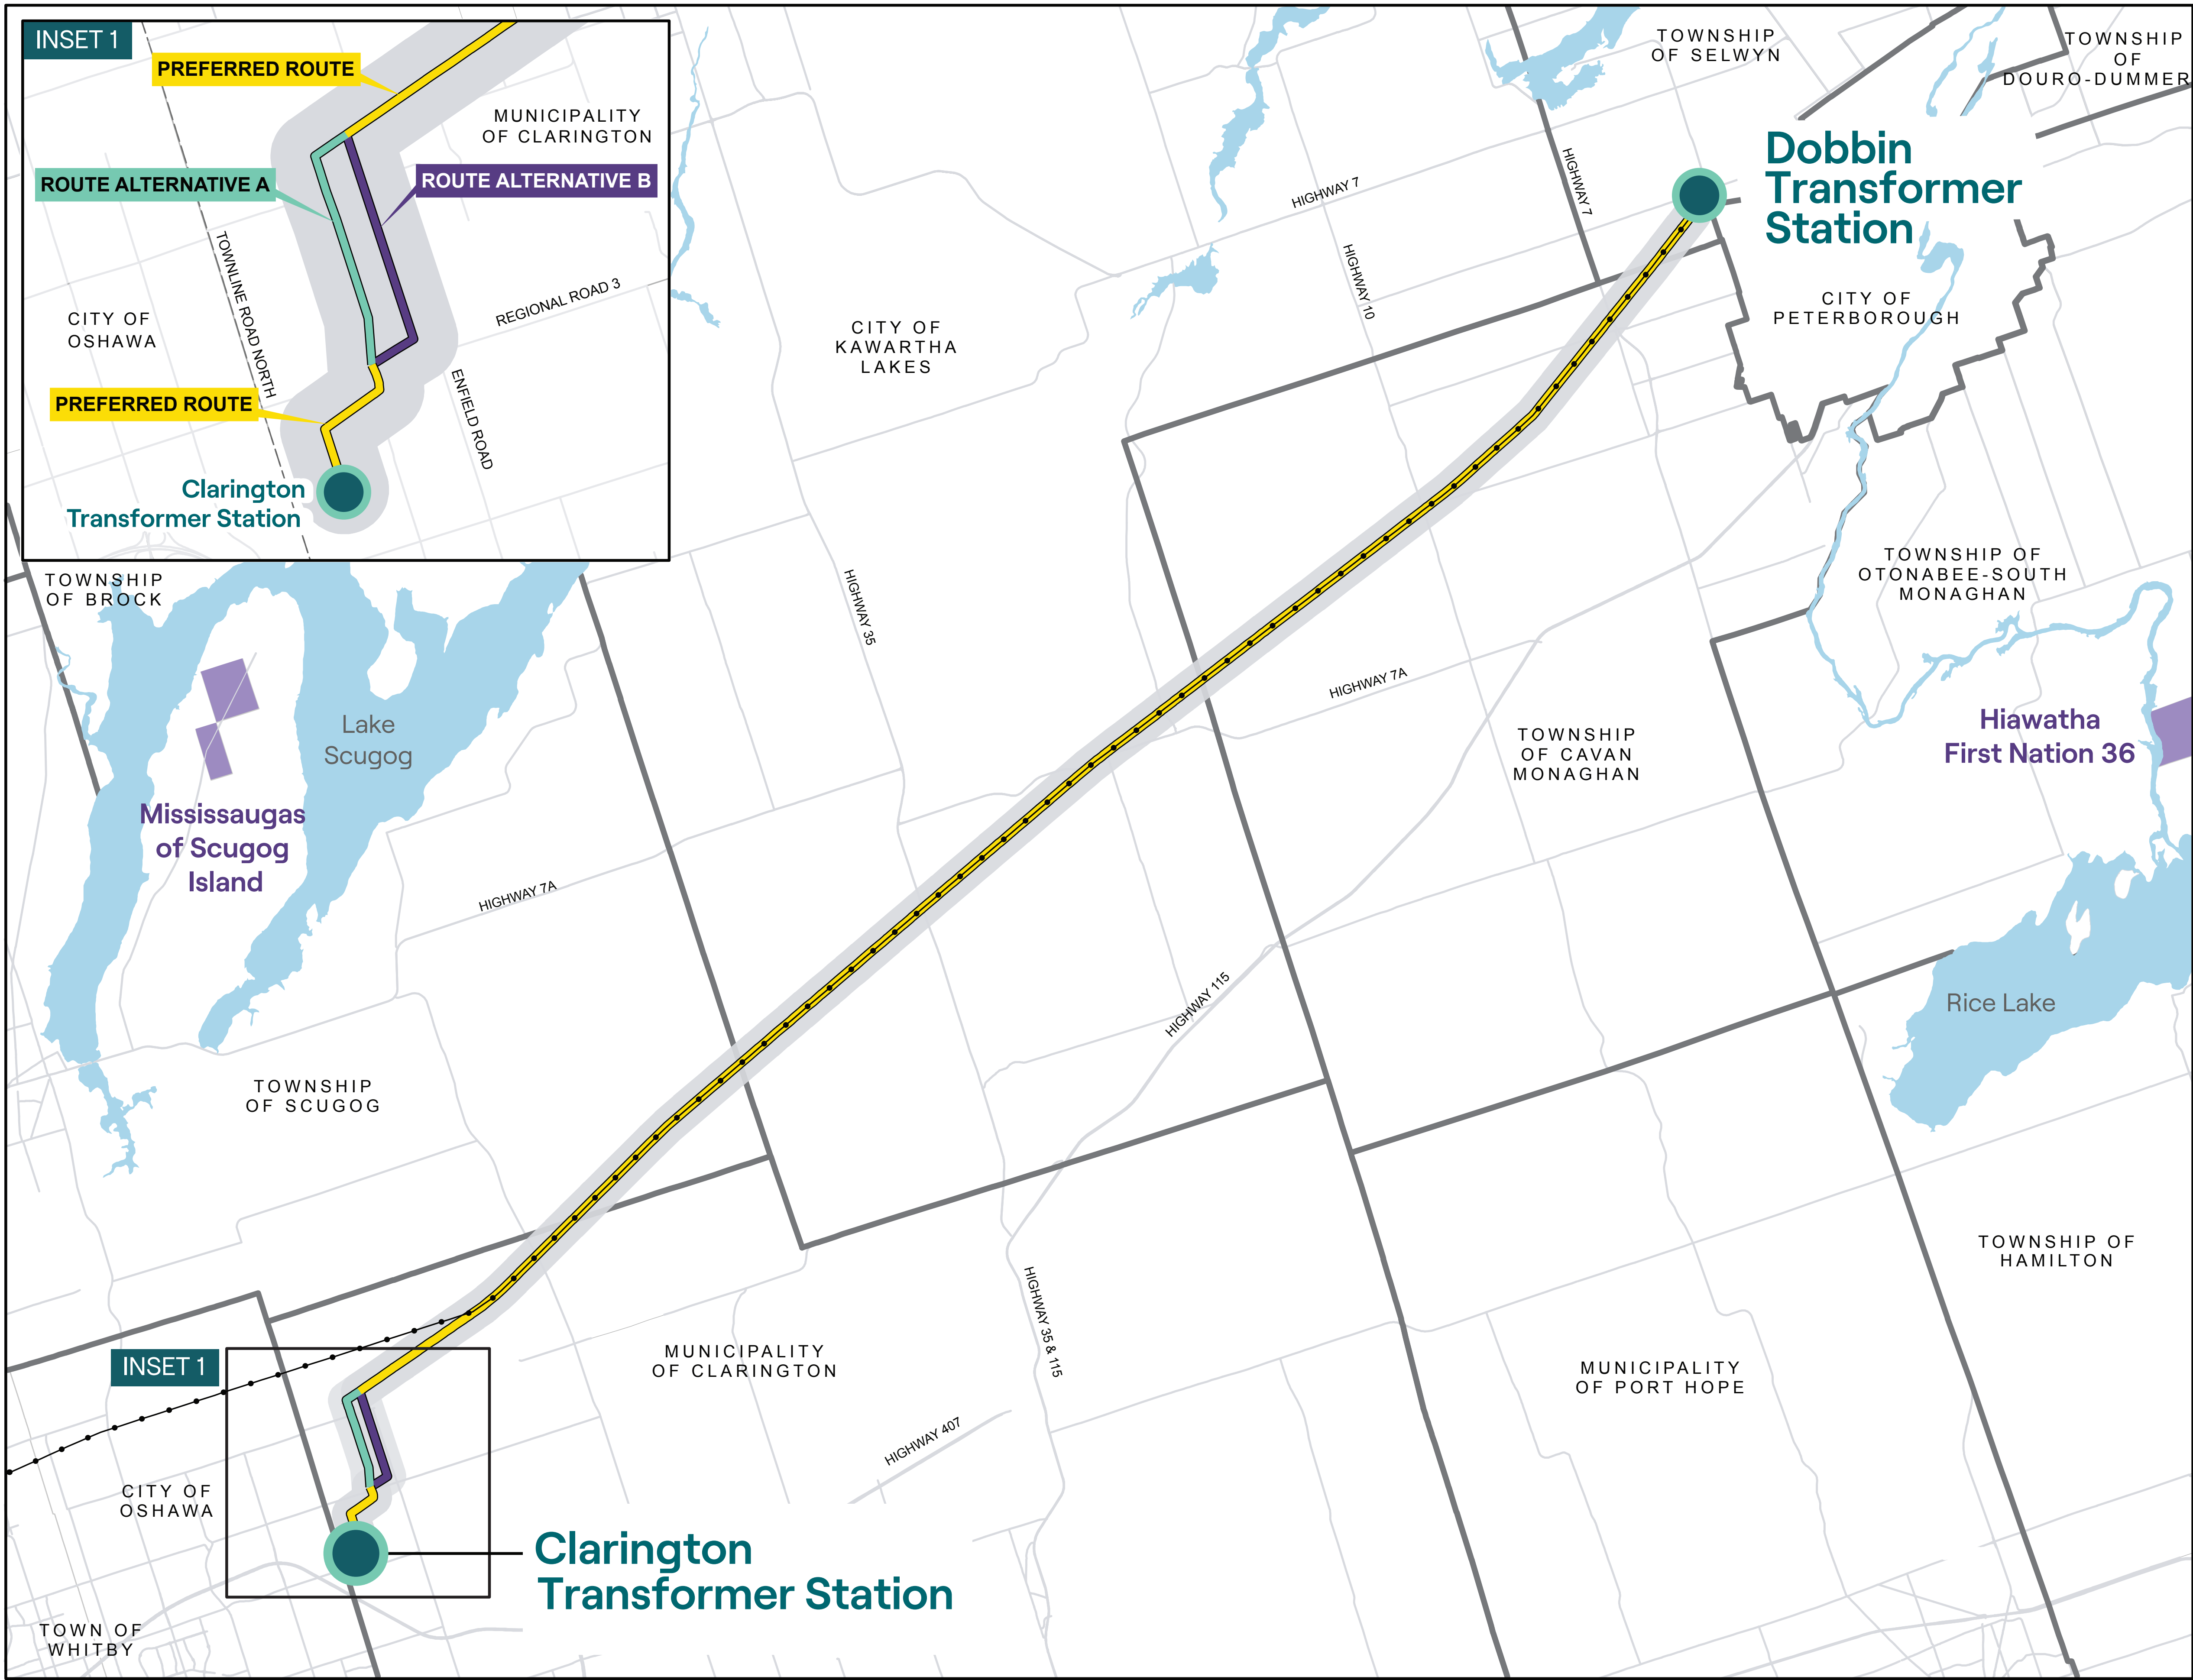 INSET 1
PREFERRED ROUTE
MUNICIPALITY
OF CLARINGTON
ROUTE ALTERNATIVE A
ROUTE ALTERNATIVE B
TOWNLINE ROAD NORTH
REGIONAL ROAD 3
CITY OF
OSHAWA
PREFERRED ROUTE
ENFIELD ROAD
Clarington
Transformer Station
TOWNSHIP
OF SELWYN
TOWNSHIP
OF
DOURO-DUMMER
Dobbin
Transformer
Station
HIGHWAY 7
HIGHWAY 7
HIGHWAY 10
CITY OF
KAWARTHA
LAKES
CITY OF
PETERBOROUGH
TOWNSHIP
OF BROCK
HIGHWAY 35
TOWNSHIP OF
OTONABEE-SOUTH
MONAGHAN
Lake
Scugog
HIGHWAY 7A
TOWNSHIP
OF CAVAN
MONAGHAN
Hiawatha
First Nation 36
Mississaugas
of Scugog
Island
HIGHWAY 7A
HIGHWAY 115
Rice Lake
TOWNSHIP
OF SCUGOG
TOWNSHIP OF
HAMILTON
INSET 1
MUNICIPALITY
OF CLARINGTON
HIGHWAY 35 & 115
MUNICIPALITY
OF PORT HOPE
HIGHWAY 407
CITY OF
OSHAWA
Clarington
Transformer Station
TOWN OF
WHITBY